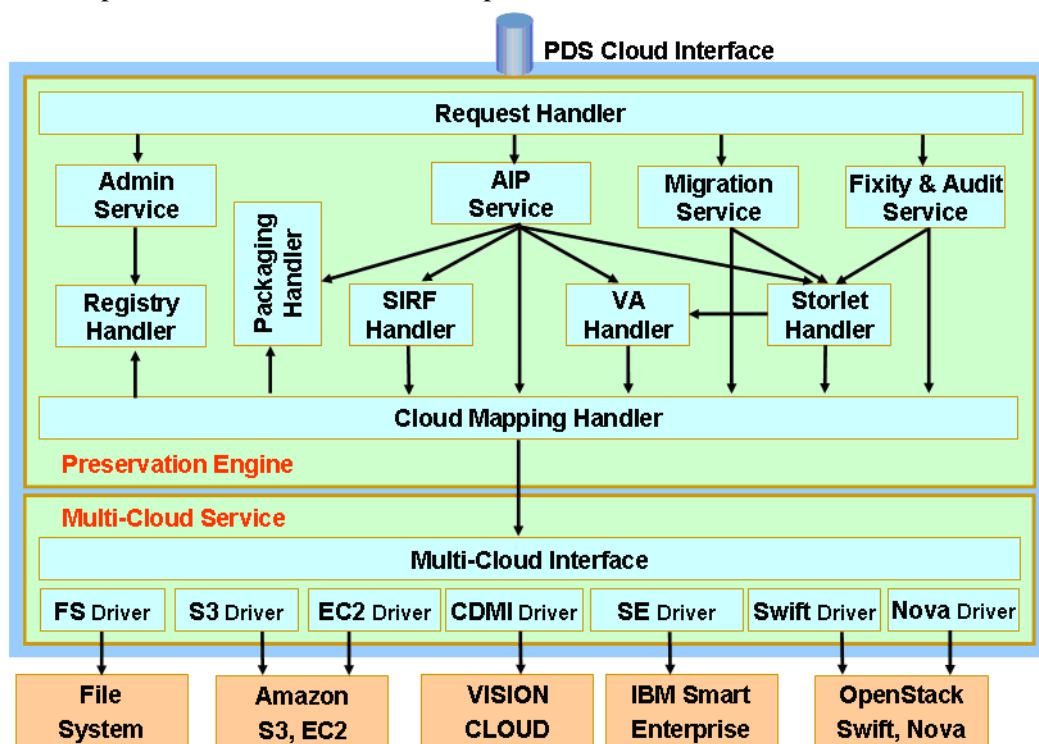 PDS Cloud Interface
Request Handler
Admin
Service
AIP
Service
Migration
Service
Fixity & Audit
Service
Packaging
Handler
Registry
Handler
SIRF
Handler
VA
Handler
Storlet
Handler
Cloud Mapping Handler
Preservation Engine
Multi-Cloud Service
Multi-Cloud Interface
FS Driver
S3 Driver
EC2 Driver
CDMI Driver
SE Driver
Swift Driver
Nova Driver
File
System
Amazon
S3, EC2
VISION
CLOUD
IBM Smart
Enterprise
OpenStack
Swift, Nova